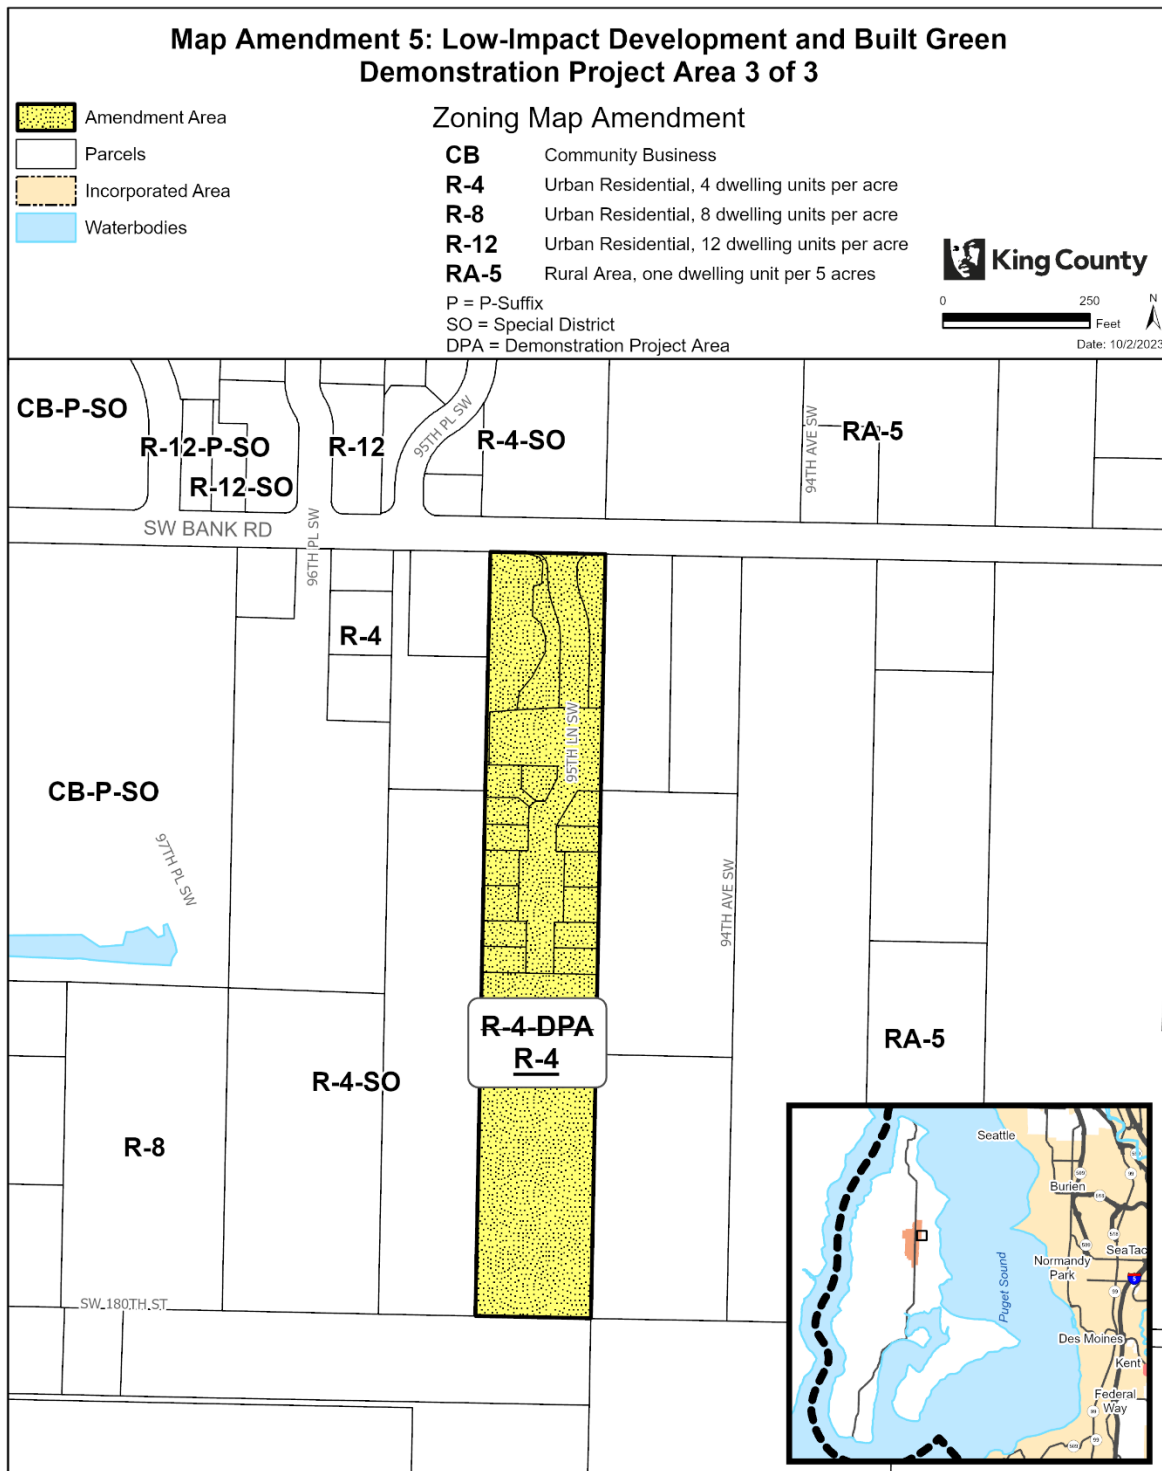 Map Amendment 5: Low-Impact Development and Built Green
Demonstration Project Area 3 of 3
Amendment Area
Parcels
Incorporated Area
Waterbodies
Zoning Map Amendment
CB Community Business
R-4 Urban Residential, 4 dwelling units per acre
R-8 Urban Residential, 8 dwelling units per acre
R-12 Urban Residential, 12 dwelling units per acre
RA-5 Rural Area, one dwelling unit per 5 acres
P = P-Suffix
SO = Special District
DPA = Demonstration Project Area
King County
0 250
Feet
N
Date: 10/2/2023
CB-P-SO
R-12-P-SO
R-12-SO
R-12
95TH PL SW
R-4-SO
94TH AVE SW
RA-5
SW BANK RD
96TH PL SW
R-4
95TH LN SW
CB-P-SO
97TH PL SW
94TH AVE SW
R-4-DPA
R-4
RA-5
R-4-SO
R-8
SW 180TH ST
Seattle
Burien
Normandy
Park
SeaTac
Puget Sound
Des Moines
Kent
Federal
Way
509
99
518
5
99
509